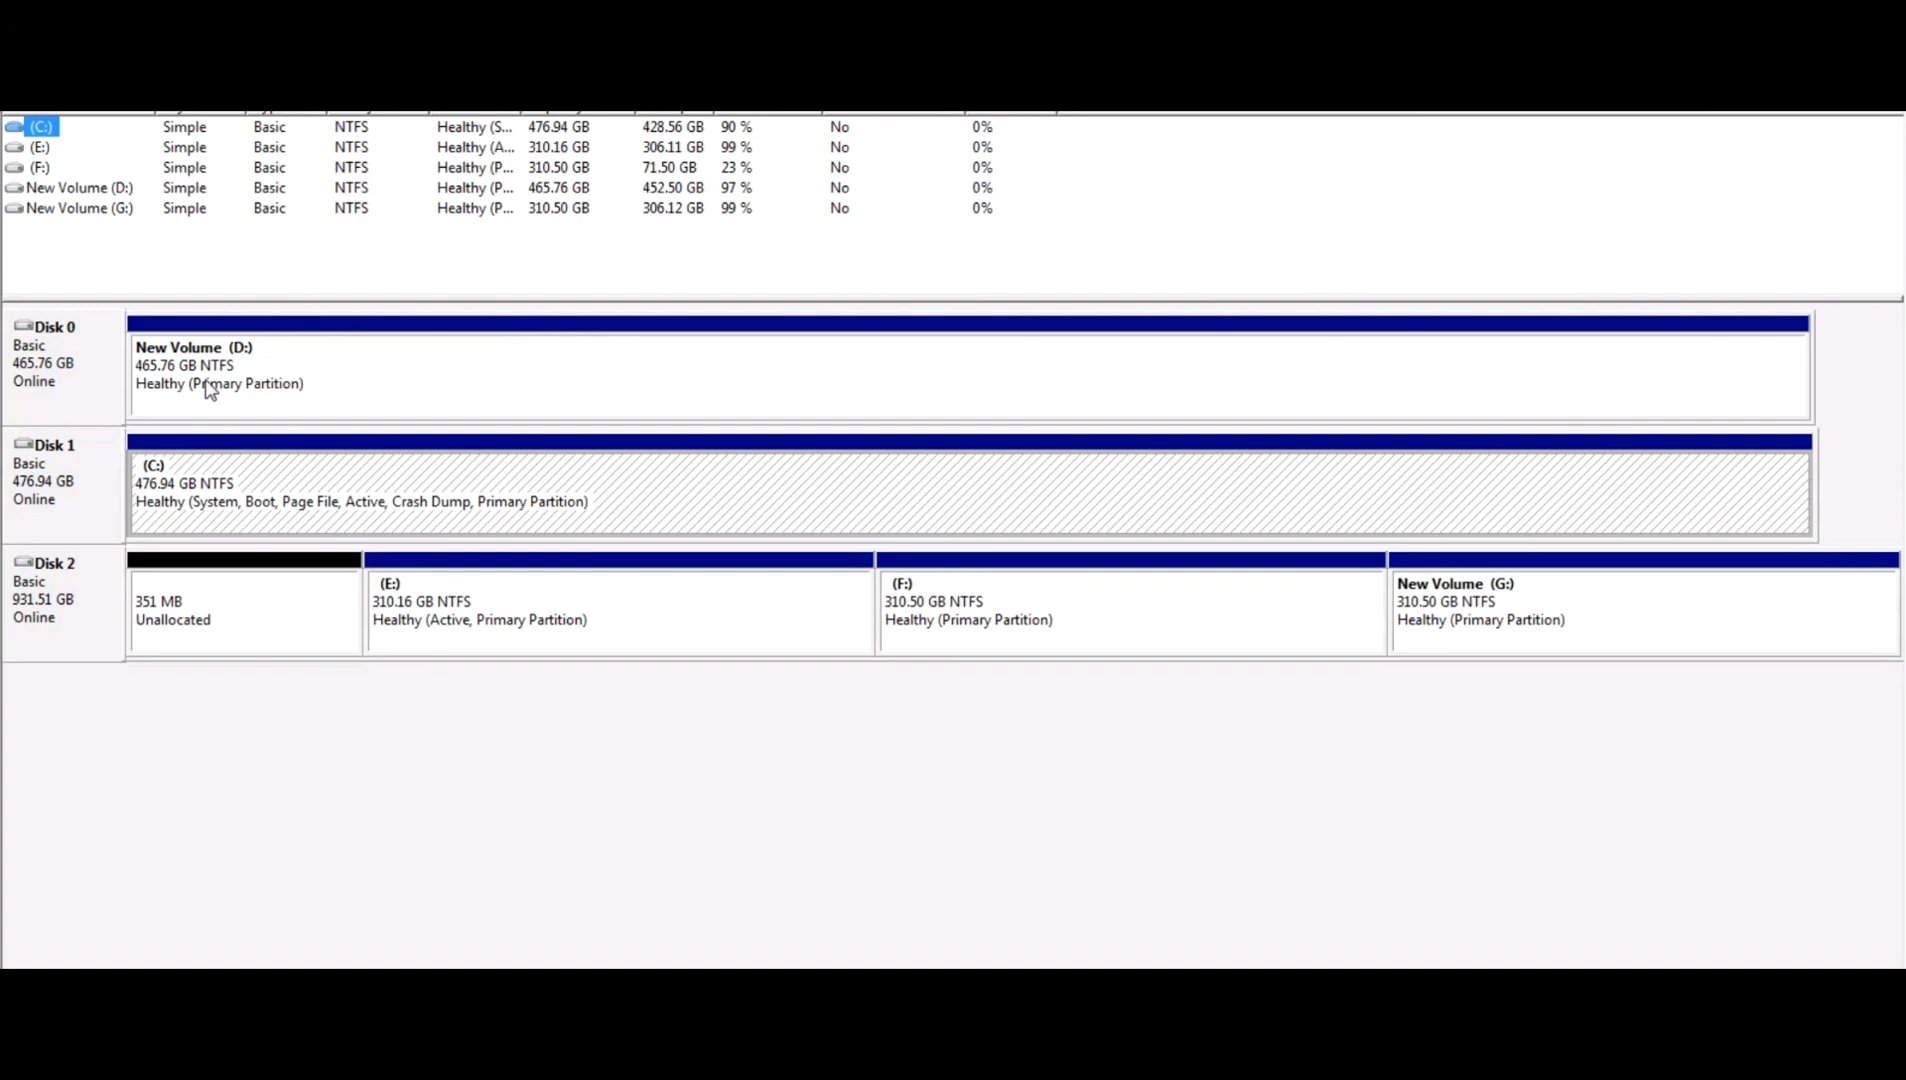 (C:) Simple Basic NTFS Healthy (S... 476.94 GB 428.56 GB 90 % No 0%
(E:) Simple Basic NTFS Healthy (A... 310.16 GB 306.11 GB 99 % No 0%
(F:) Simple Basic NTFS Healthy (P... 310.50 GB 71.50 GB 23 % No 0%
New Volume (D:) Simple Basic NTFS Healthy (P... 465.76 GB 452.50 GB 97 % No 0%
New Volume (G:) Simple Basic NTFS Healthy (P... 310.50 GB 306.12 GB 99 % No 0%
Disk 0
Basic
465.76 GB
Online
New Volume (D:)
465.76 GB NTFS
Healthy (Primary Partition)
Disk 1
Basic
476.94 GB
Online
(C:)
476.94 GB NTFS
Healthy (System, Boot, Page File, Active, Crash Dump, Primary Partition)
Disk 2
Basic
931.51 GB
Online
351 MB
Unallocated
(E:)
310.16 GB NTFS
Healthy (Active, Primary Partition)
(F:)
310.50 GB NTFS
Healthy (Primary Partition)
New Volume (G:)
310.50 GB NTFS
Healthy (Primary Partition)